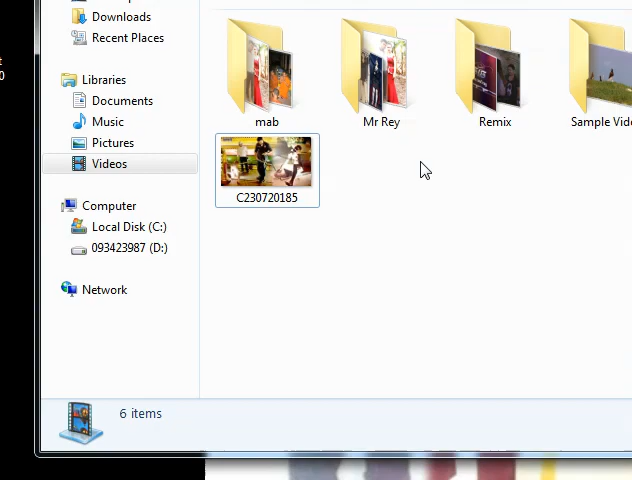 Downloads
Recent Places
t
0
Libraries
Documents
Music
Pictures
Videos
Computer
Local Disk (C:)
093423987 (D:)
Network
mab
Mr Rey
Remix
Sample Vide
C230720185
6 items